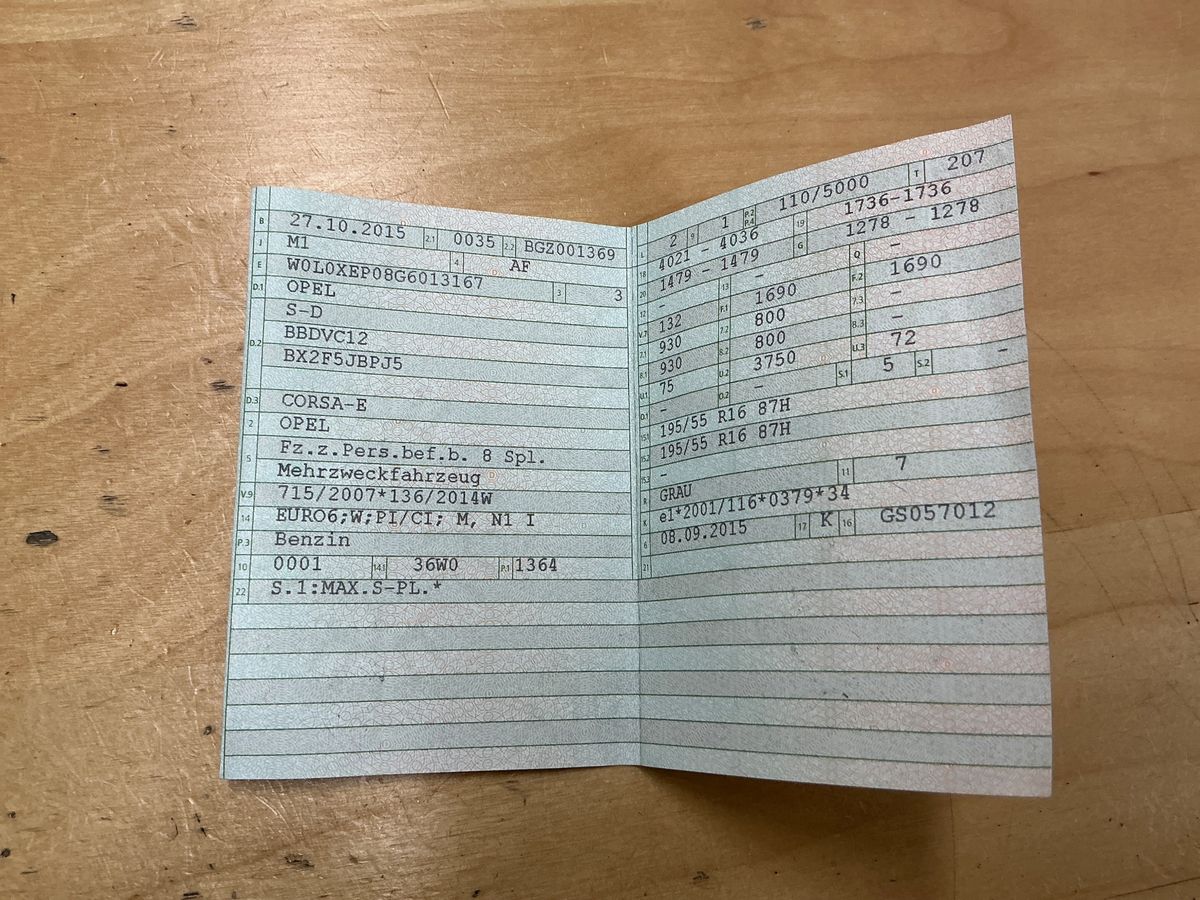 B 27.10.2015 2.1 0035 2.2 BGZ001369
J M1 4 AF
E W0L0XEP08G6013167 3 3
D.1 OPEL
S-D
D.2 BBDVC12
BX2F5JBPJ5
D.3 CORSA-E
2 OPEL
5 Fz.z.Pers.bef.b. 8 Spl.
Mehrzweckfahrzeug
V.9 715/2007*136/2014W
14 EURO6;W;PI/CI; M, N1 I
P.3 Benzin
10 0001 14.1 36W0 P.1 1364
22 S.1:MAX.S-PL.*
L 2 9 1 P.2 P.4 110/5000 T 207
18 4021 - 4036 19 1736-1736
20 1479 - 1479 G 1278 - 1278
12 - 13 - Q -
V.7 132 F.1 1690 F.2 1690
7.1 930 7.2 800 7.3 -
8.1 930 8.2 800 8.3 -
U.1 75 U.2 3750 U.3 72
O.1 - O.2 - S.1 5 S.2 -
15.1 195/55 R16 87H
15.2 195/55 R16 87H
15.3 -
R GRAU 11 7
K e1*2001/116*0379*34
6 08.09.2015 17 K 16 GS057012
21